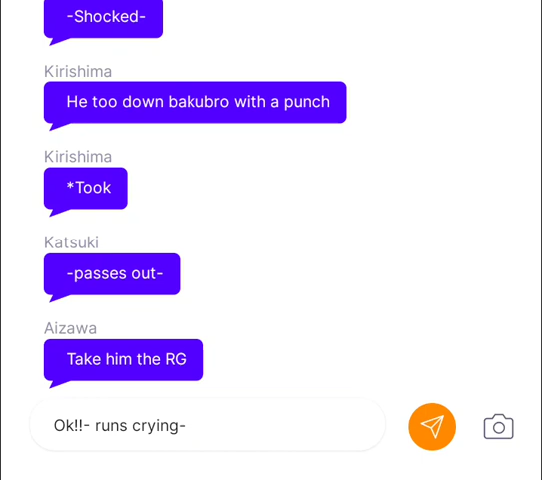 -Shocked-
Kirishima
He too down bakubro with a punch
Kirishima
*Took
Katsuki
-passes out-
Aizawa
Take him the RG
Ok!!- runs crying-